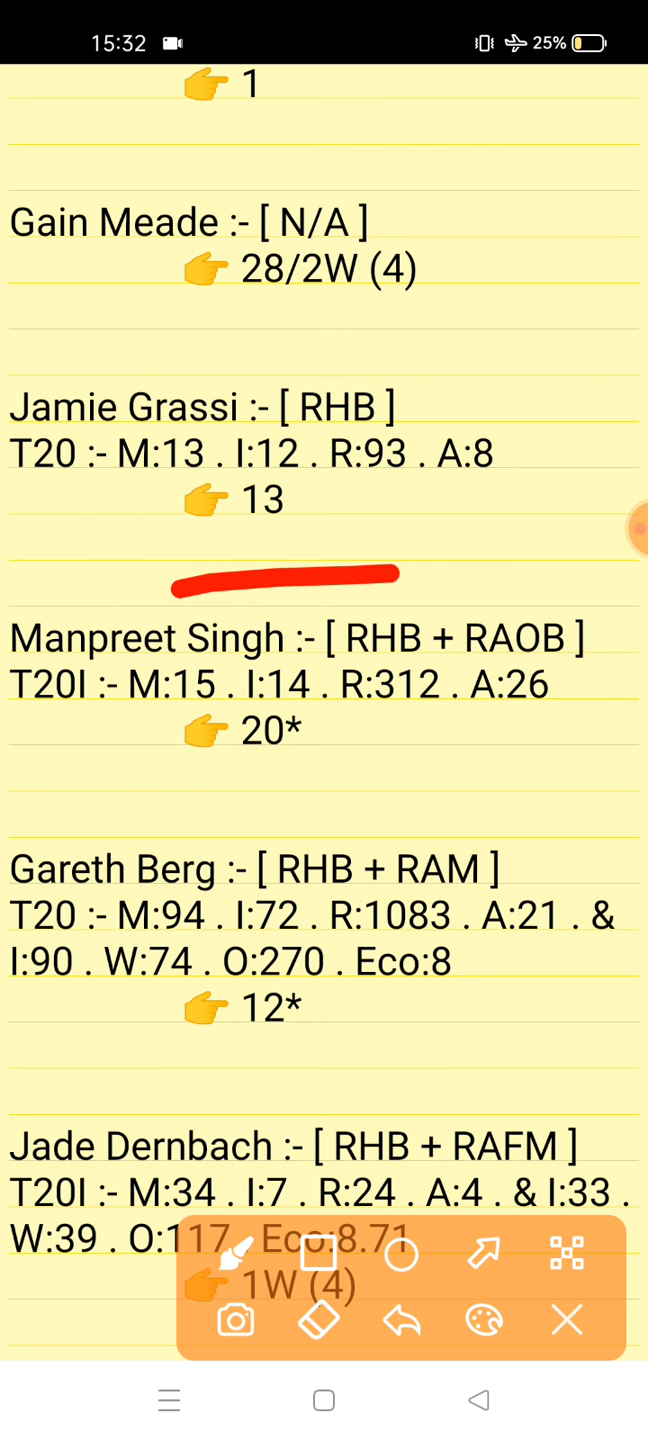 15:32 25%
👉 1
Gain Meade :- [ N/A ]
👉 28/2W (4)
Jamie Grassi :- [ RHB ]
T20 :- M:13 . I:12 . R:93 . A:8
👉 13
Manpreet Singh :- [ RHB + RAOB ]
T20I :- M:15 . I:14 . R:312 . A:26
👉 20*
Gareth Berg :- [ RHB + RAM ]
T20 :- M:94 . I:72 . R:1083 . A:21 . &
I:90 . W:74 . O:270 . Eco:8
👉 12*
Jade Dernbach :- [ RHB + RAFM ]
T20I :- M:34 . I:7 . R:24 . A:4 . & I:33 .
W:39 . O:117 . Eco:8.71
👉 1W (4)